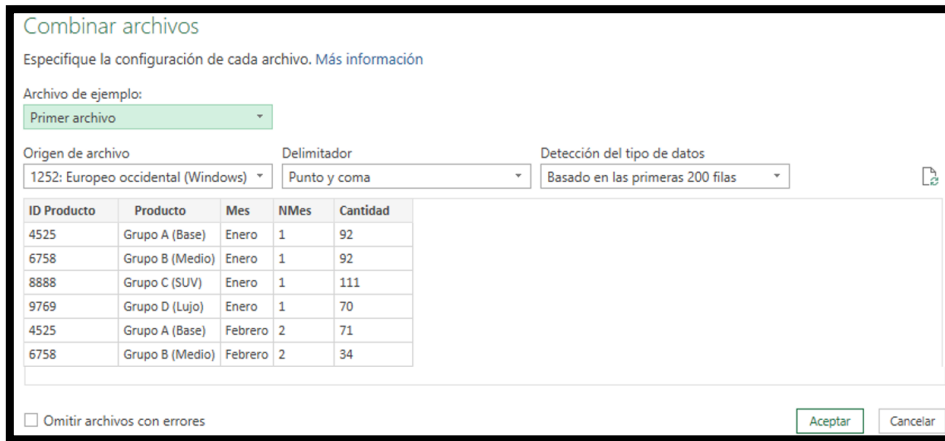 Combinar archivos
Especifique la configuración de cada archivo. Más información
Archivo de ejemplo:
Primer archivo
Origen de archivo Delimitador Detección del tipo de datos
1252: Europeo occidental (Windows) Punto y coma Basado en las primeras 200 filas
ID Producto Producto Mes NMes Cantidad
4525 Grupo A (Base) Enero 1 92
6758 Grupo B (Medio) Enero 1 92
8888 Grupo C (SUV) Enero 1 111
9769 Grupo D (Lujo) Enero 1 70
4525 Grupo A (Base) Febrero 2 71
6758 Grupo B (Medio) Febrero 2 34
Omitir archivos con errores
Aceptar Cancelar